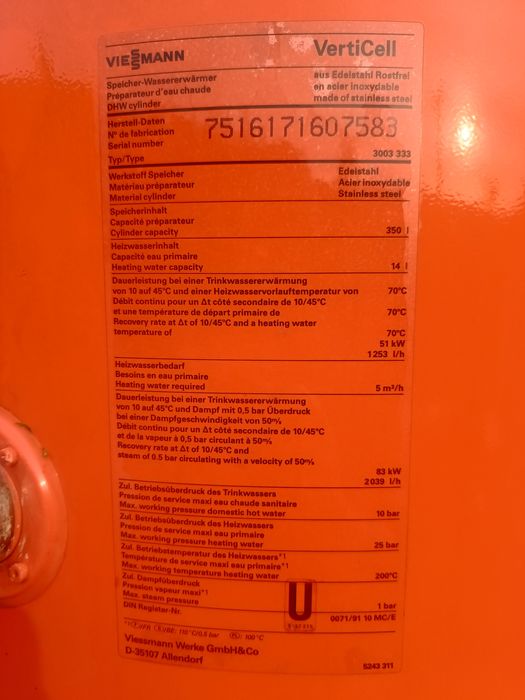 VIESSMANN
VertiCell
Speicher-Wassererwärmer
Préparateur d'eau chaude
DHW cylinder
aus Edelstahl Rostfrei
en acier inoxydable
made of stainless steel
Herstell-Daten
N° de fabrication
Serial number
7516171607583
Typ/Type
3003 333
Werkstoff Speicher
Matériau préparateur
Material cylinder
Edelstahl
Acier inoxydable
Stainless steel
Speicherinhalt
Capacité préparateur
Cylinder capacity
350 l
Heizwasserinhalt
Capacité eau primaire
Heating water capacity
14 l
Dauerleistung bei einer Trinkwassererwärmung
von 10 auf 45°C und einer Heizwasservorlauftemperatur von 70°C
Débit continu pour un Δt côté secondaire de 10/45°C
et une température de départ primaire de 70°C
Recovery rate at Δt of 10/45°C and a heating water
temperature of 70°C
51 kW
1253 l/h
Heizwasserbedarf
Besoins en eau primaire
Heating water required
5 m³/h
Dauerleistung bei einer Trinkwassererwärmung
von 10 auf 45°C und Dampf mit 0,5 bar Überdruck
bei einer Dampfgeschwindigkeit von 50%
Débit continu pour un Δt côté secondaire de 10/45°C
et de la vapeur à 0,5 bar circulant à 50%
Recovery rate at Δt of 10/45°C and
steam of 0.5 bar circulating with a velocity of 50%
83 kW
2039 l/h
Zul. Betriebsüberdruck des Trinkwassers
Pression de service maxi eau chaude sanitaire
Max. working pressure domestic hot water
10 bar
Zul. Betriebsüberdruck des Heizwassers
Pression de service maxi eau primaire
Max. working pressure heating water
25 bar
Zul. Betriebstemperatur des Heizwassers*1
Température de service maxi eau primaire*1
Max. working temperature heating water
200°C
Zul. Dampfüberdruck
Pression vapeur maxi*1
Max. steam pressure
1 bar
DIN Register-Nr.
0071/91 10 MC/E
U
110°C/0,5 bar
100°C
Viessmann Werke GmbH&Co
D-35107 Allendorf
5243 311